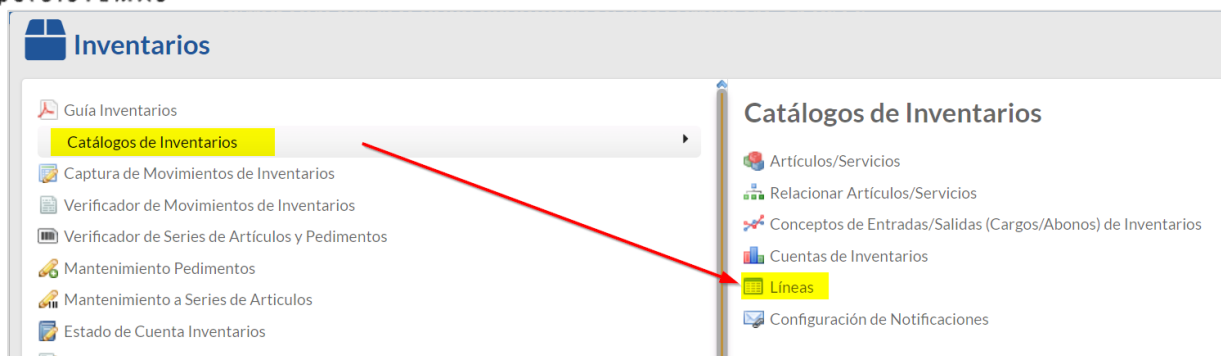 Inventarios
Guía Inventarios
Catálogos de Inventarios
Captura de Movimientos de Inventarios
Verificador de Movimientos de Inventarios
Verificador de Series de Artículos y Pedimentos
Mantenimiento Pedimentos
Mantenimiento a Series de Articulos
Estado de Cuenta Inventarios
Catálogos de Inventarios
Artículos/Servicios
Relacionar Artículos/Servicios
Conceptos de Entradas/Salidas (Cargos/Abonos) de Inventarios
Cuentas de Inventarios
Líneas
Configuración de Notificaciones